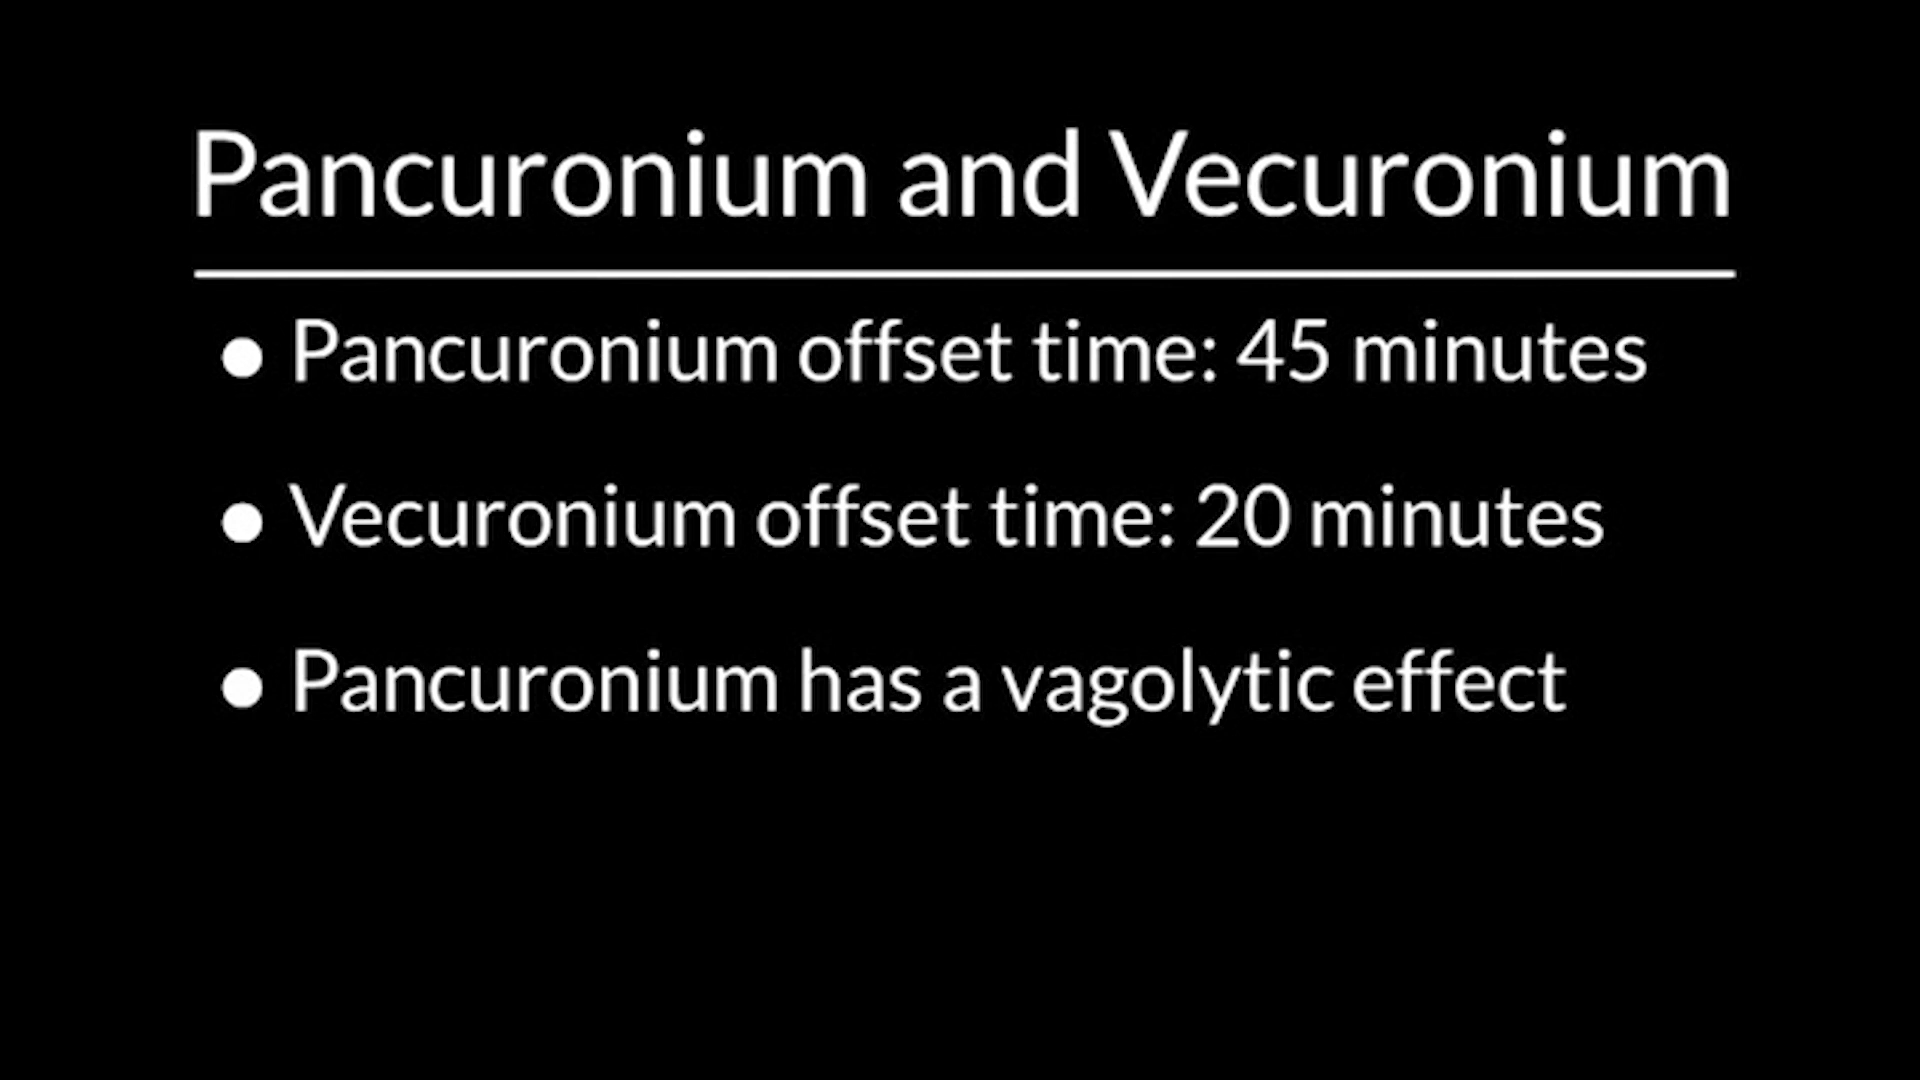 Pancuronium and Vecuronium
• Pancuronium offset time: 45 minutes
• Vecuronium offset time: 20 minutes
• Pancuronium has a vagolytic effect